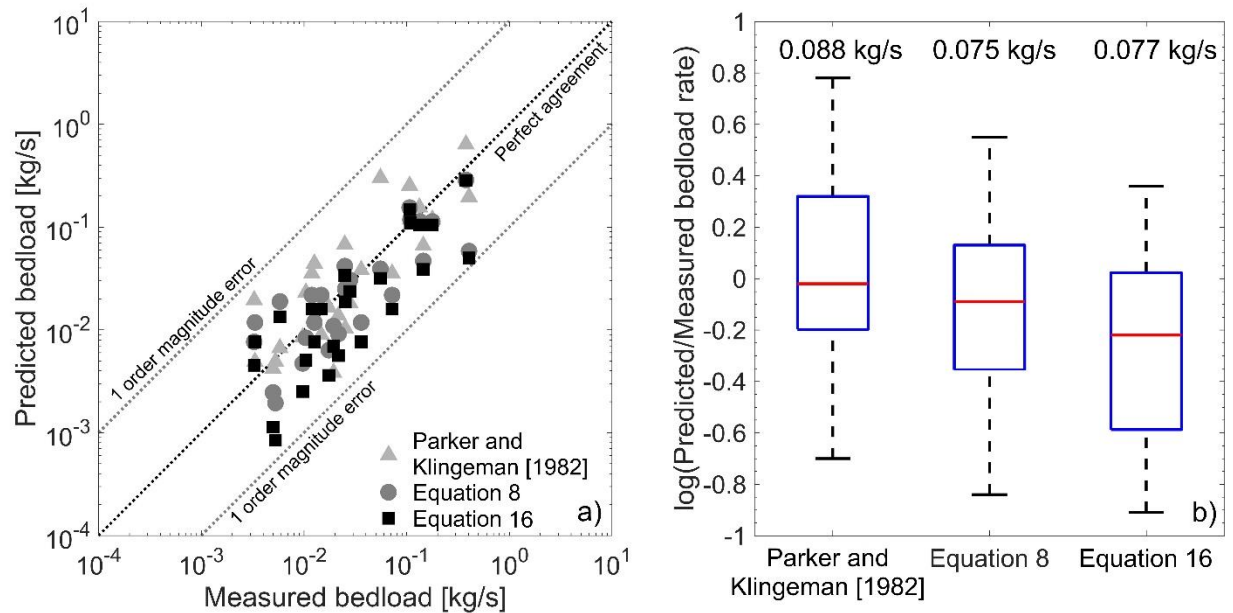 a)
Predicted bedload [kg/s]
10^1
10^0
10^-1
10^-2
10^-3
10^-4
1 order magnitude error
Perfect agreement
1 order magnitude error
Parker and
Klingeman [1982]
Equation 8
Equation 16
a)
10^-4
10^-3
10^-2
10^-1
10^0
10^1
Measured bedload [kg/s]
b)
log(Predicted/Measured bedload rate)
1
0.8
0.6
0.4
0.2
0
-0.2
-0.4
-0.6
-0.8
-1
0.088 kg/s
0.075 kg/s
0.077 kg/s
b)
Parker and
Klingeman [1982]
Equation 8
Equation 16